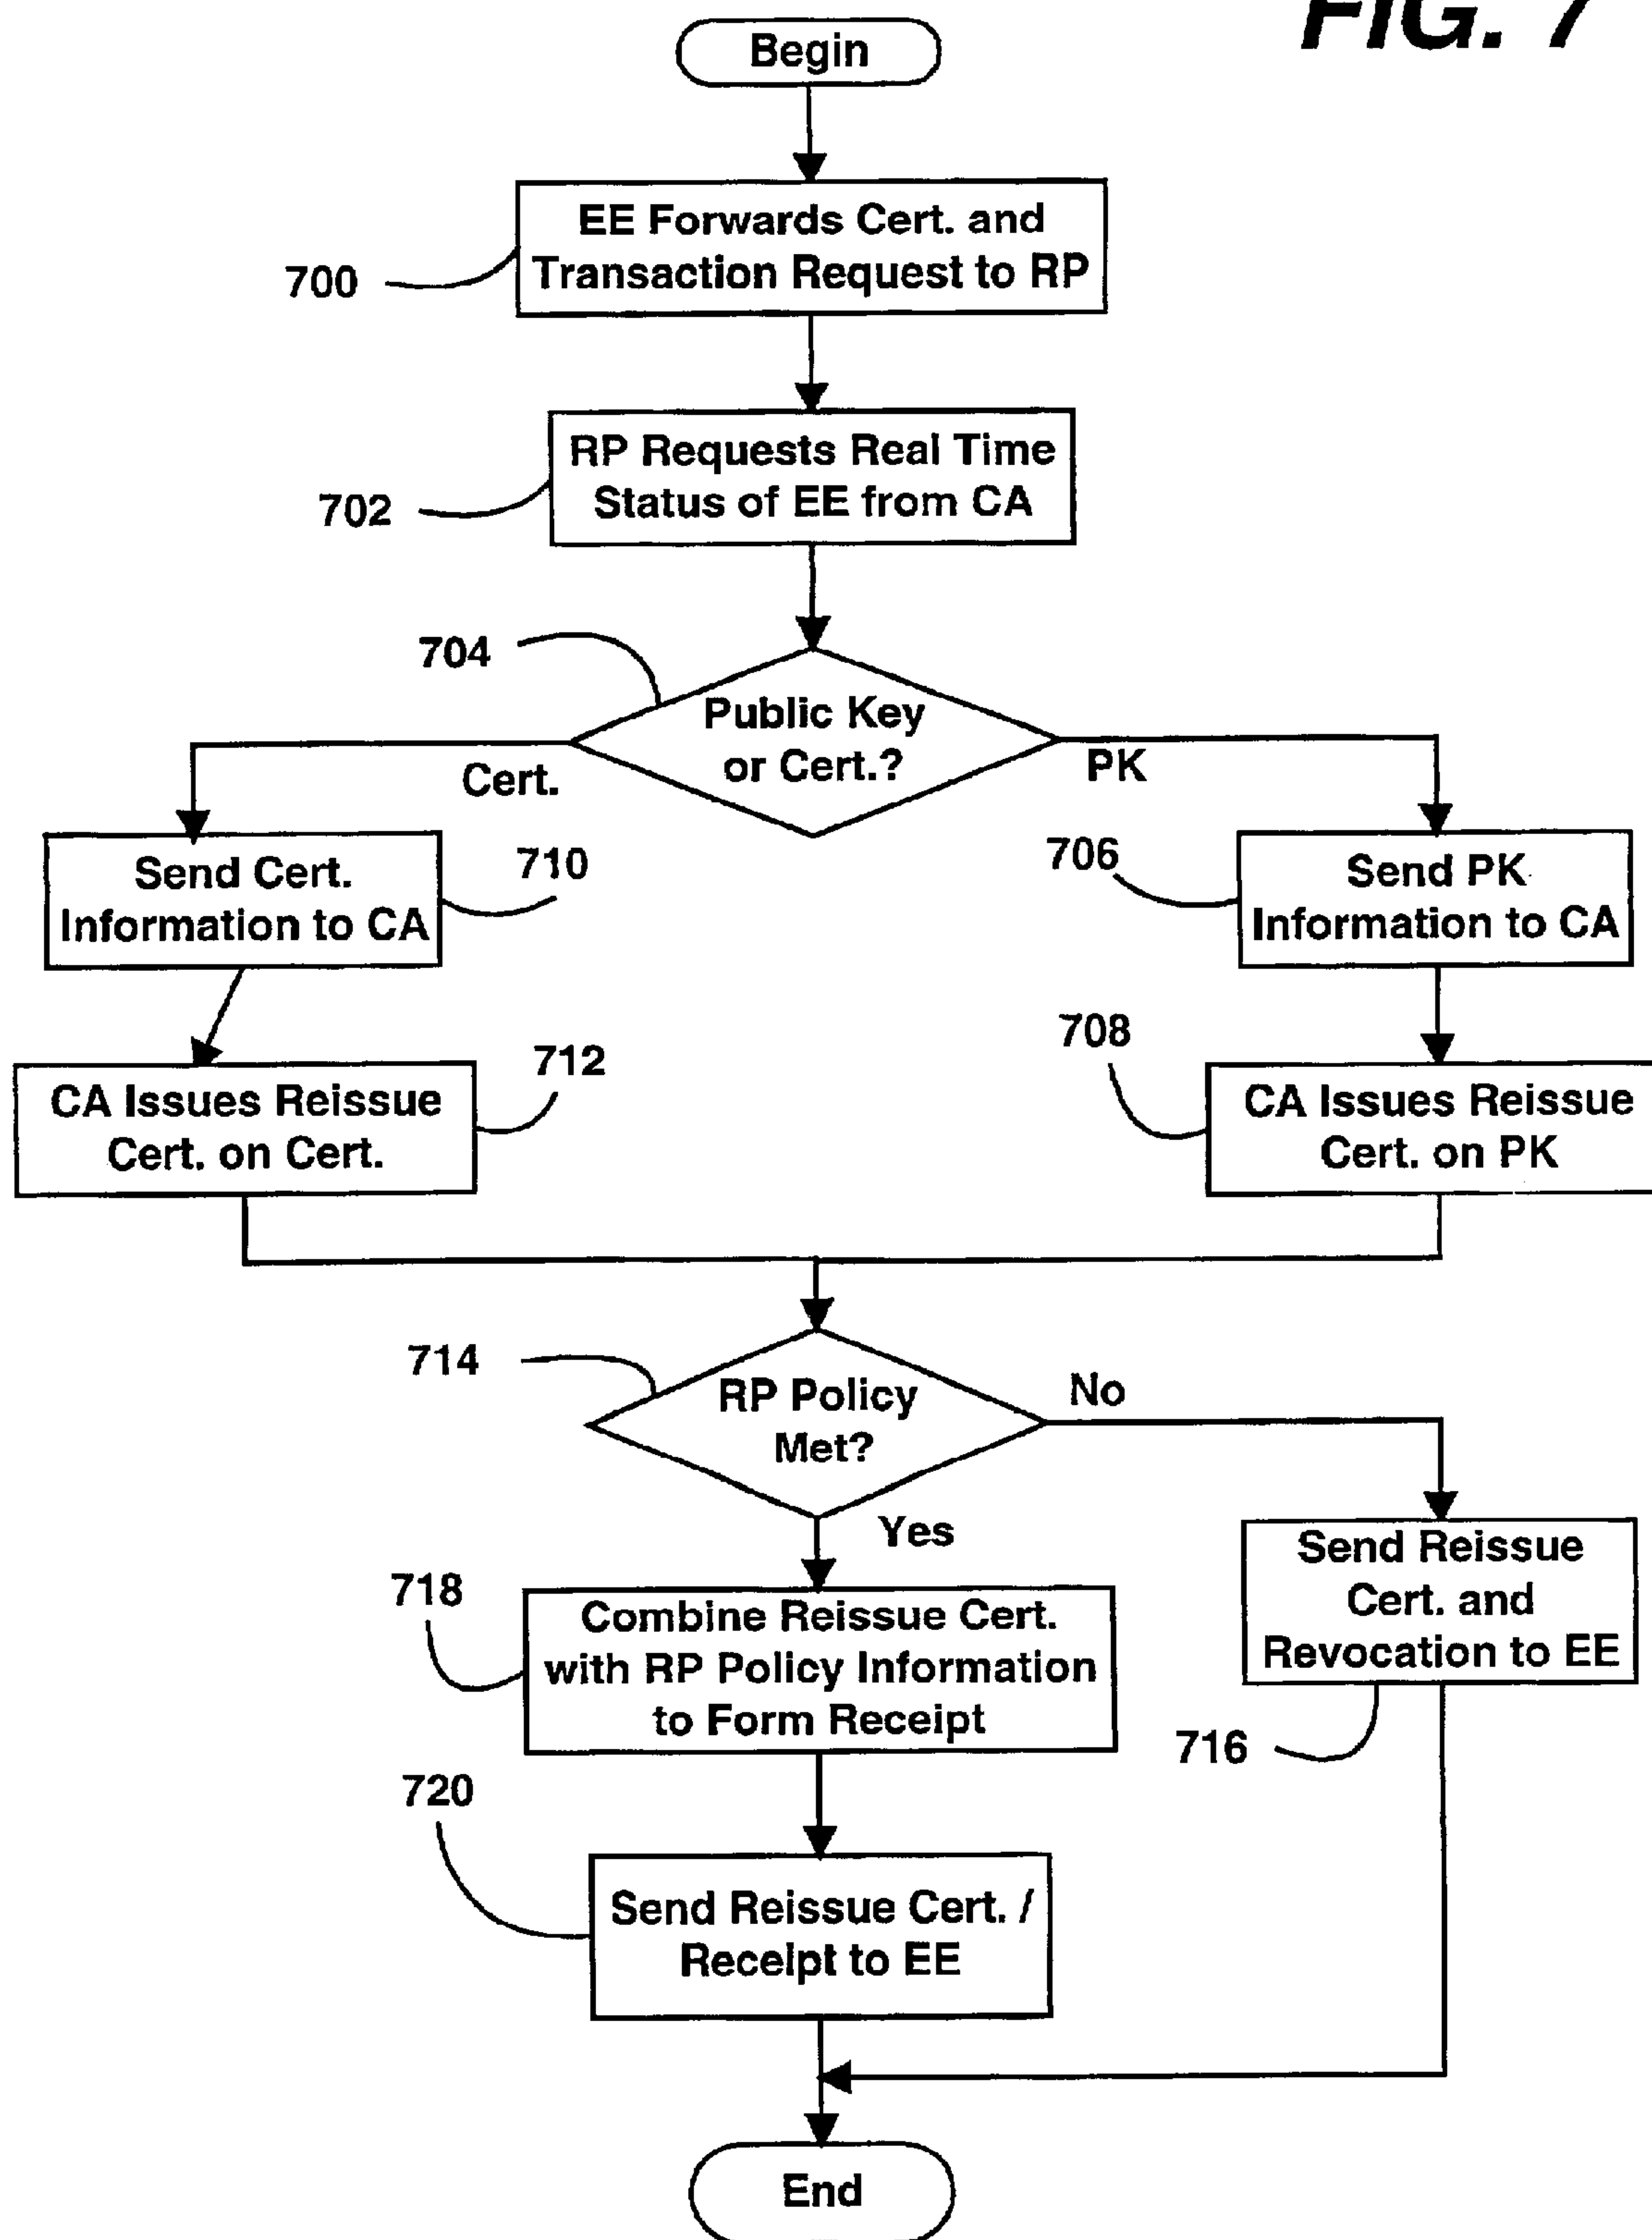 FIG. 7
Begin
EE Forwards Cert. and
Transaction Request to RP
700
RP Requests Real Time
Status of EE from CA
702
704
Public Key
or Cert.?
Cert.
PK
Send Cert.
Information to CA
710
706
Send PK
Information to CA
CA Issues Reissue
Cert. on Cert.
712
708
CA Issues Reissue
Cert. on PK
714
RP Policy
Met?
No
Yes
Send Reissue
Cert. and
Revocation to EE
716
718
Combine Reissue Cert.
with RP Policy Information
to Form Receipt
720
Send Reissue Cert. /
Receipt to EE
End